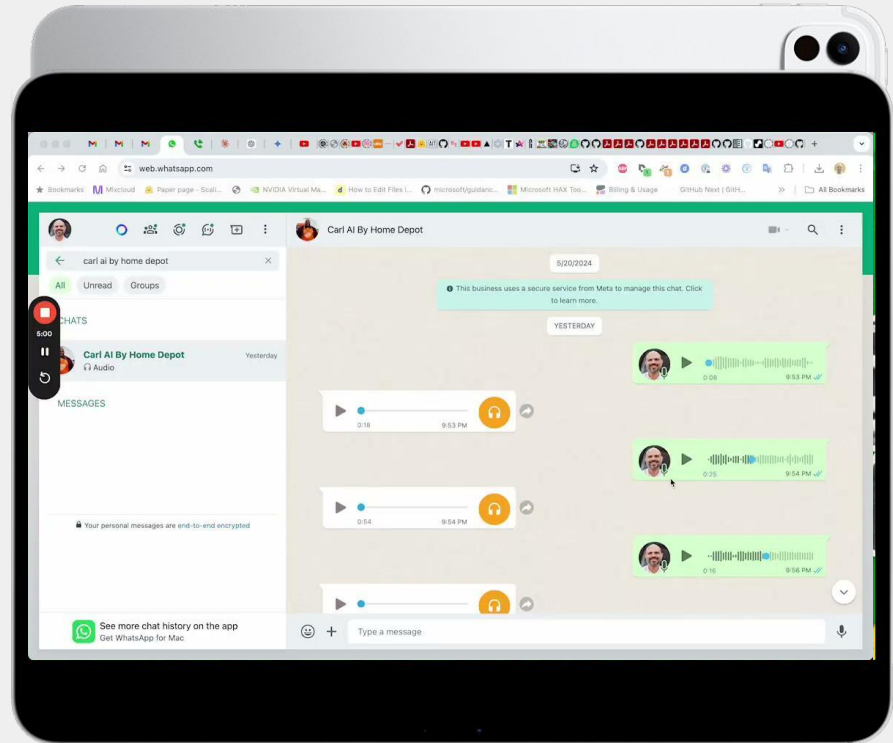 web.whatsapp.com
Bookmarks
Mixcloud
Paper page - Scali...
NVIDIA Virtual Ma...
How to Edit Files i...
microsoft/guidanc...
Microsoft HAX Too...
Billing & Usage
GitHub Next | GitH...
All Bookmarks
carl ai by home depot
All
Unread
Groups
5:00
CHATS
Carl AI By Home Depot
Yesterday
Audio
MESSAGES
Your personal messages are end-to-end encrypted
See more chat history on the app
Get WhatsApp for Mac
Carl AI By Home Depot
5/20/2024
This business uses a secure service from Meta to manage this chat. Click
to learn more.
YESTERDAY
0:08
9:53 PM
0:18
9:53 PM
0:25
9:54 PM
0:54
9:54 PM
0:16
9:56 PM
Type a message